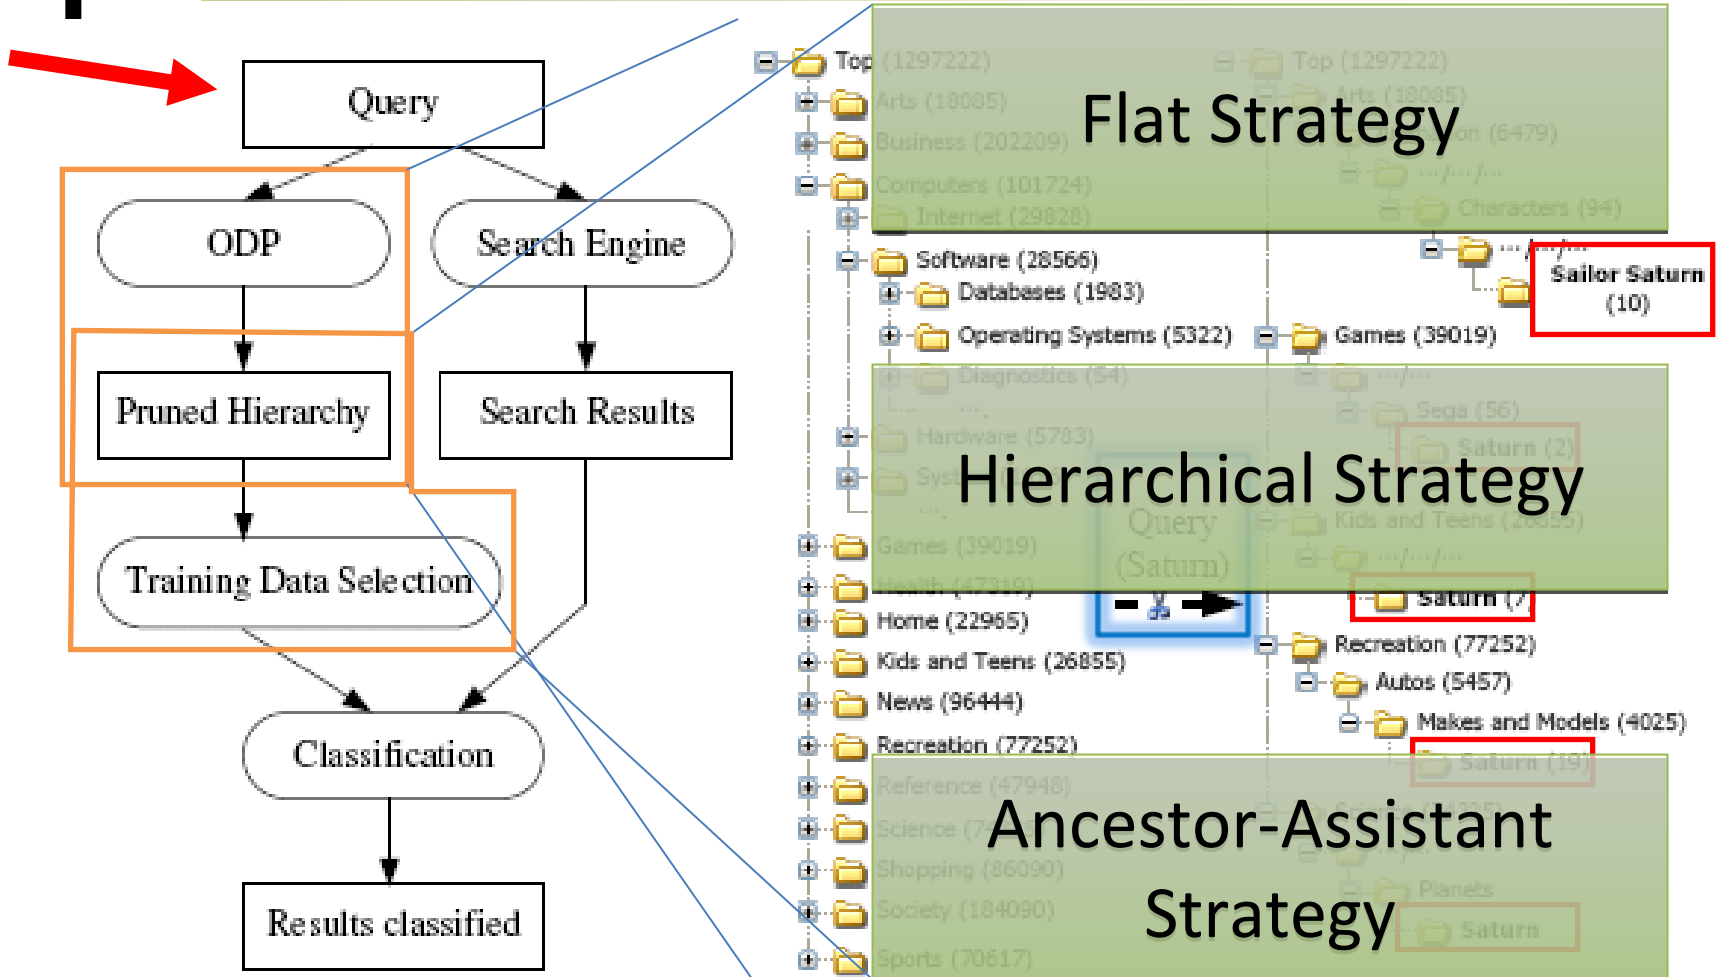 Query
ODP
Search Engine
Pruned Hierarchy
Search Results
Training Data Selection
Classification
Results classified
Top (1297222)
Arts (18085)
Business (202209)
Computers (101724)
Internet (29828)
Software (28566)
Databases (1983)
Operating Systems (5322)
Diagnostics (54)
....
Hardware (5783)
Games (39019)
Health (47319)
Home (22965)
Kids and Teens (26855)
News (96444)
Recreation (77252)
Reference (47948)
Science
Shopping (86090)
Society (184090)
Sports (70617)
Query
(Saturn)
Top (1297222)
Arts (18085)
(6479)
.../.../...
Characters (94)
.../.../...
Sailor Saturn
(10)
Games (39019)
.../...
Sega (56)
Saturn (2)
Kids and Teens (26855)
.../.../...
Saturn (7
Recreation (77252)
Autos (5457)
Makes and Models (4025)
Saturn (19)
Planets
Saturn
Flat Strategy
Hierarchical Strategy
Ancestor-Assistant
Strategy